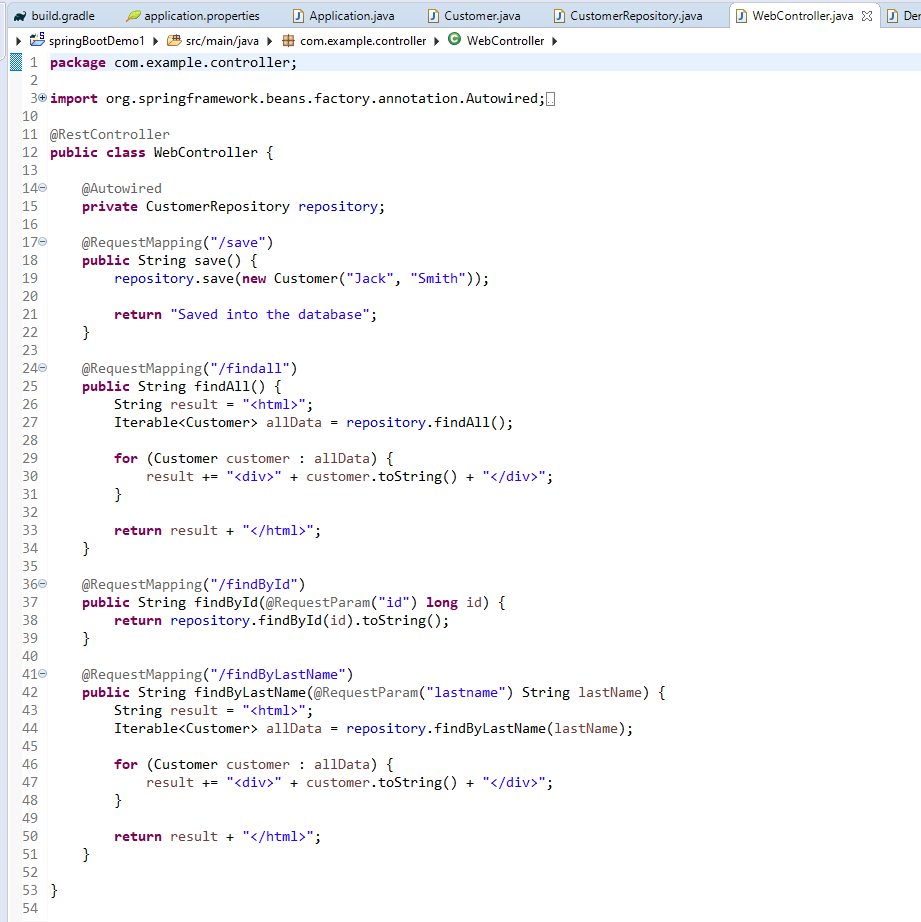 build.gradle application.properties Application.java Customer.java CustomerRepository.java WebController.java
springBootDemo1 src/main/java com.example.controller WebController
1 package com.example.controller;
2
3 import org.springframework.beans.factory.annotation.Autowired;
10
11 @RestController
12 public class WebController {
13
14 @Autowired
15 private CustomerRepository repository;
16
17 @RequestMapping("/save")
18 public String save() {
19 repository.save(new Customer("Jack", "Smith"));
20
21 return "Saved into the database";
22 }
23
24 @RequestMapping("/findall")
25 public String findAll() {
26 String result = "<html>";
27 Iterable<Customer> allData = repository.findAll();
28
29 for (Customer customer : allData) {
30 result += "<div>" + customer.toString() + "</div>";
31 }
32
33 return result + "</html>";
34 }
35
36 @RequestMapping("/findById")
37 public String findById(@RequestParam("id") long id) {
38 return repository.findById(id).toString();
39 }
40
41 @RequestMapping("/findByLastName")
42 public String findByLastName(@RequestParam("lastname") String lastName) {
43 String result = "<html>";
44 Iterable<Customer> allData = repository.findByLastName(lastName);
45
46 for (Customer customer : allData) {
47 result += "<div>" + customer.toString() + "</div>";
48 }
49
50 return result + "</html>";
51 }
52
53 }
54